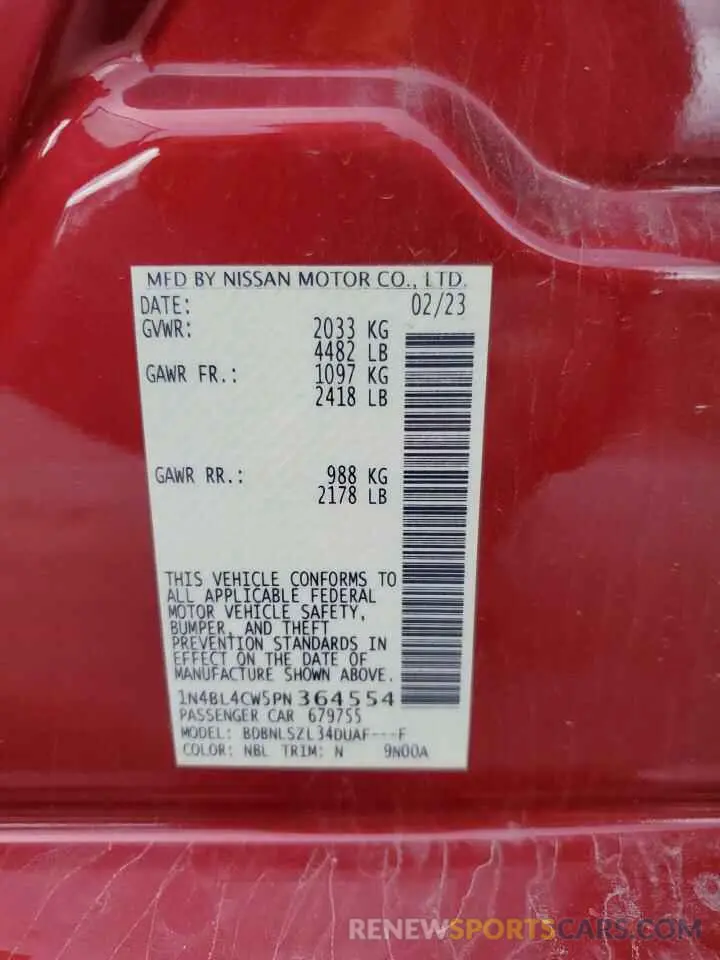 MFD BY NISSAN MOTOR CO., LTD.
DATE: 02/23
GVWR: 2033 KG
4482 LB
GAWR FR.: 1097 KG
2418 LB
GAWR RR.: 988 KG
2178 LB
THIS VEHICLE CONFORMS TO
ALL APPLICABLE FEDERAL
MOTOR VEHICLE SAFETY,
BUMPER, AND THEFT
PREVENTION STANDARDS IN
EFFECT ON THE DATE OF
MANUFACTURE SHOWN ABOVE.
1N4BL4CW5PN364554
PASSENGER CAR 679755
MODEL: BDBNLSZL34DUAF---F
COLOR: NBL TRIM: N 9N00A
RENEWSPORTSCARS.COM